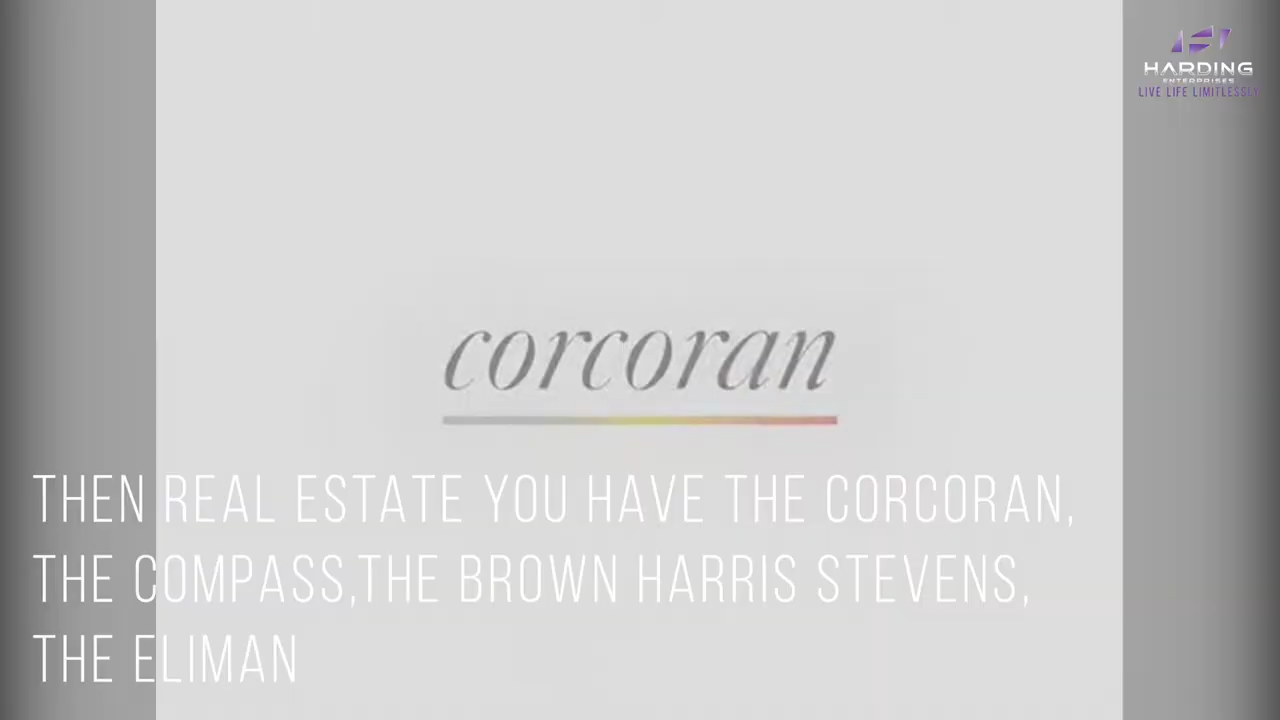 HARDING
ENTERPRISES
LIVE LIFE LIMITLESSLY
corcoran
THEN REAL ESTATE YOU HAVE THE CORCORAN,
THE COMPASS,THE BROWN HARRIS STEVENS,
THE ELIMAN